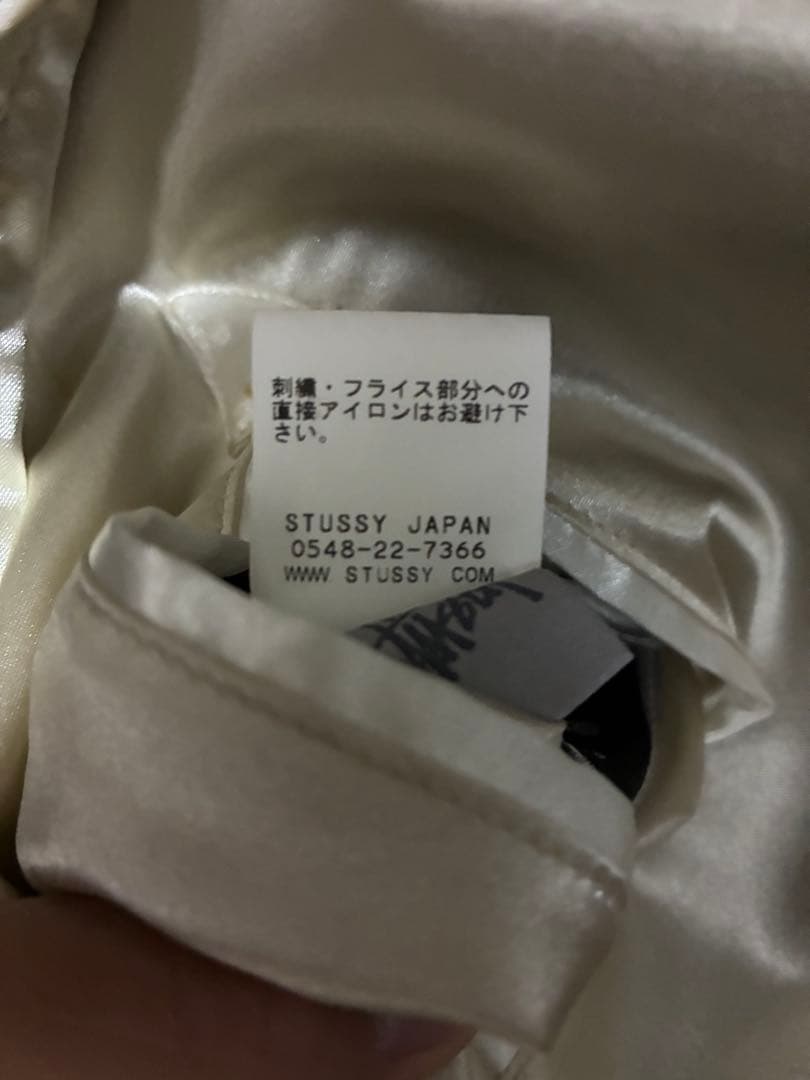 刺繍・フライス部分への
直接アイロンはお避け下
さい。
STUSSY JAPAN
0548-22-7366
WWW. STUSSY COM